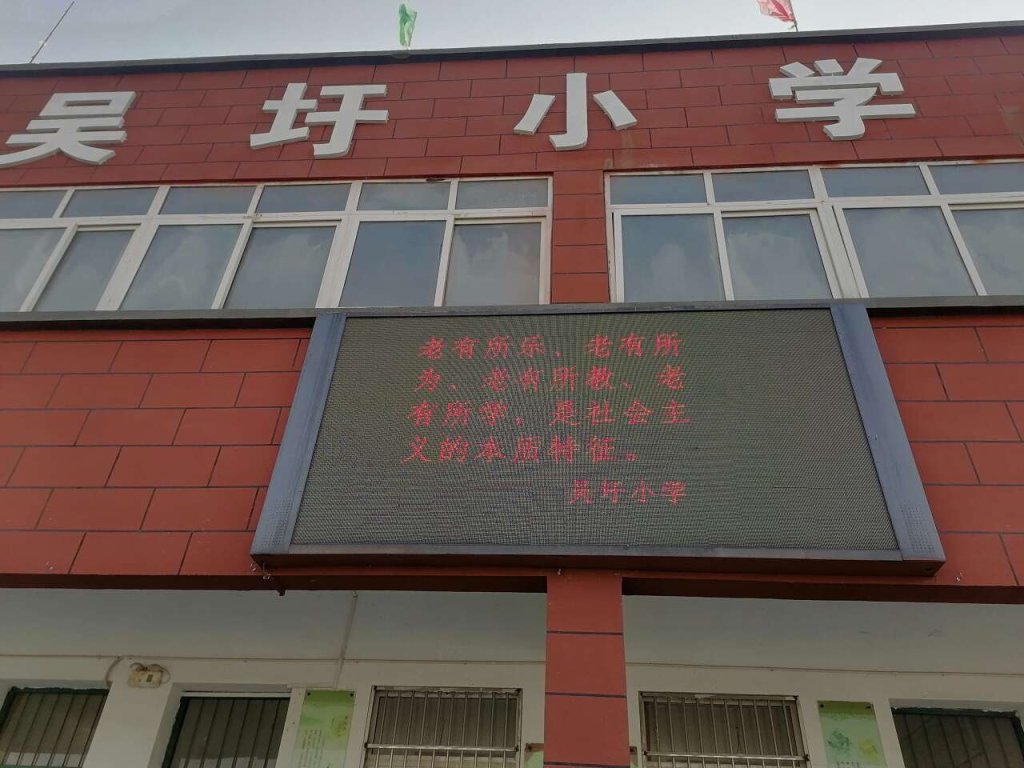 吴圩小学
老有所乐、老有所
为、老有所教、老
有所学，是社会主
义的本质特征。
吴圩小学